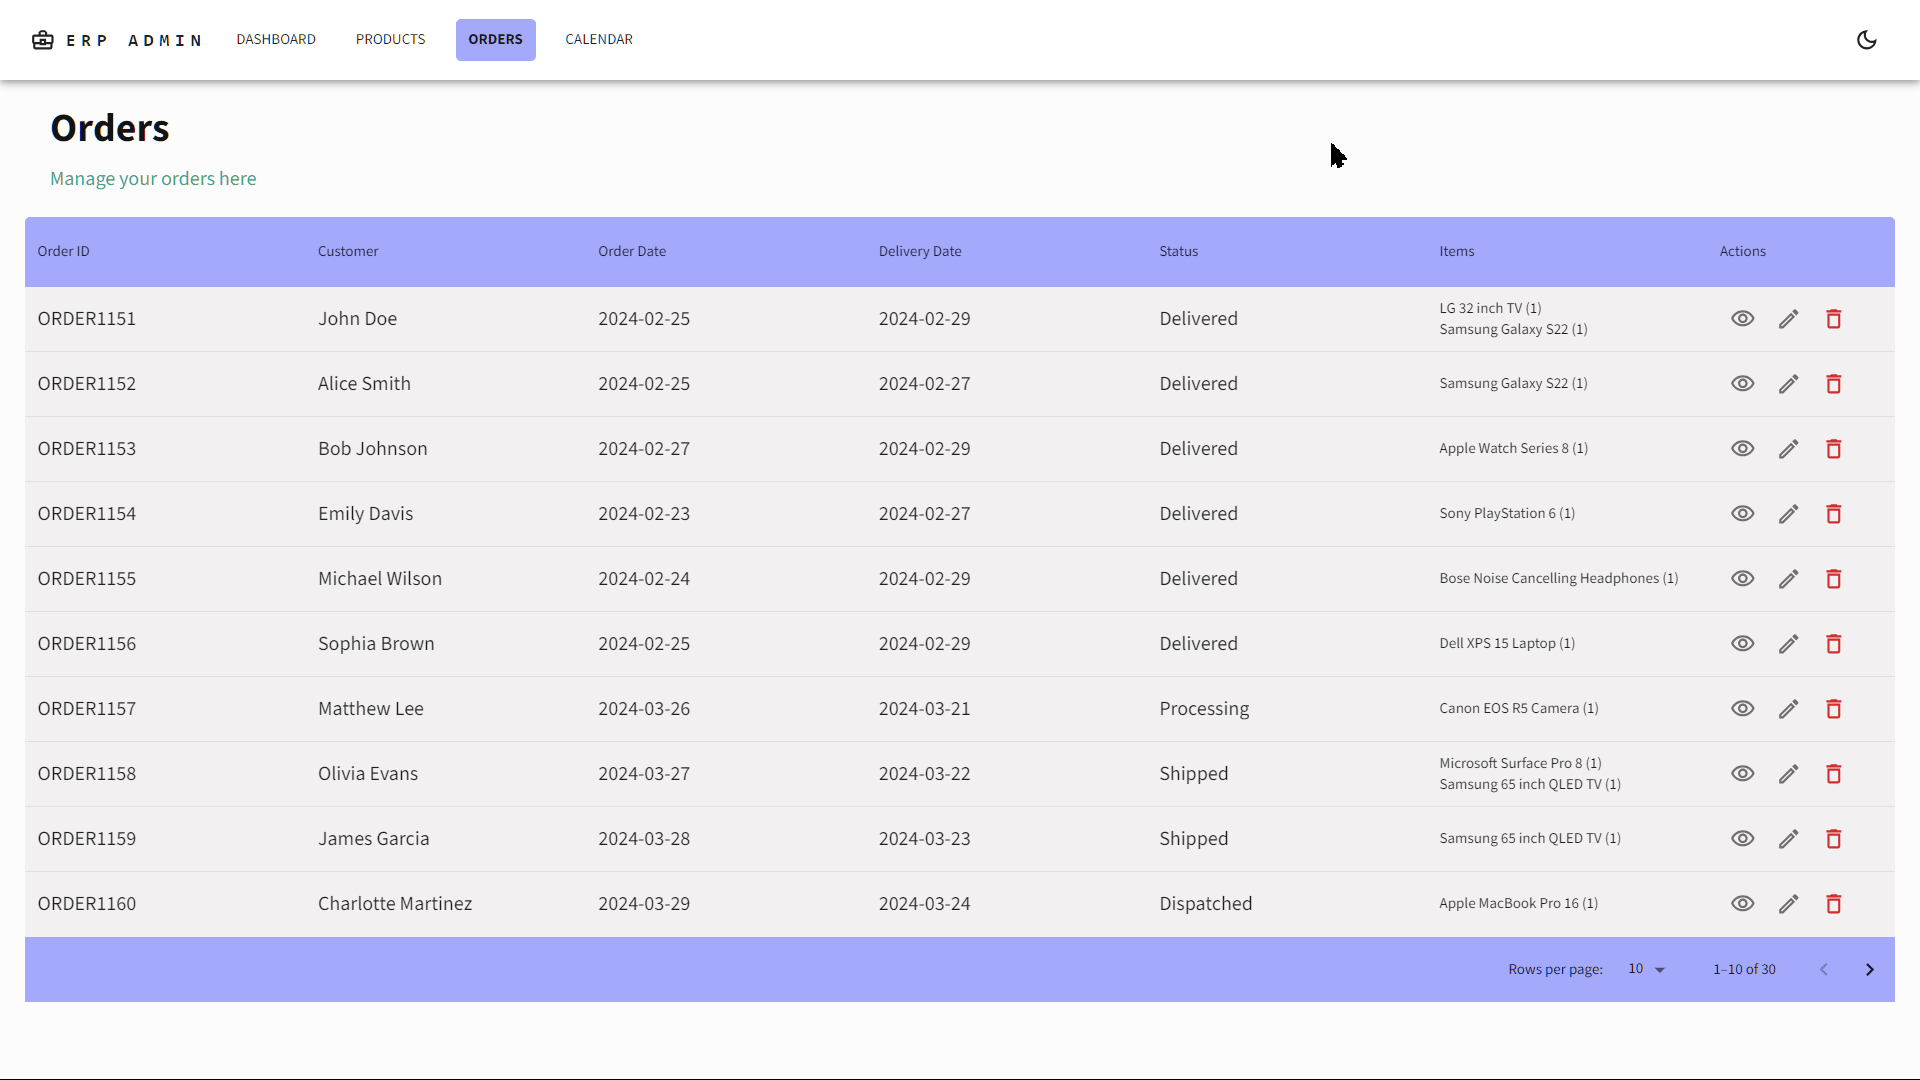 ERP ADMIN DASHBOARD PRODUCTS ORDERS CALENDAR
Orders
Manage your orders here
Order ID Customer Order Date Delivery Date Status Items Actions
ORDER1151 John Doe 2024-02-25 2024-02-29 Delivered LG 32 inch TV (1)
Samsung Galaxy S22 (1)
ORDER1152 Alice Smith 2024-02-25 2024-02-27 Delivered Samsung Galaxy S22 (1)
ORDER1153 Bob Johnson 2024-02-27 2024-02-29 Delivered Apple Watch Series 8 (1)
ORDER1154 Emily Davis 2024-02-23 2024-02-27 Delivered Sony PlayStation 6 (1)
ORDER1155 Michael Wilson 2024-02-24 2024-02-29 Delivered Bose Noise Cancelling Headphones (1)
ORDER1156 Sophia Brown 2024-02-25 2024-02-29 Delivered Dell XPS 15 Laptop (1)
ORDER1157 Matthew Lee 2024-03-26 2024-03-21 Processing Canon EOS R5 Camera (1)
ORDER1158 Olivia Evans 2024-03-27 2024-03-22 Shipped Microsoft Surface Pro 8 (1)
Samsung 65 inch QLED TV (1)
ORDER1159 James Garcia 2024-03-28 2024-03-23 Shipped Samsung 65 inch QLED TV (1)
ORDER1160 Charlotte Martinez 2024-03-29 2024-03-24 Dispatched Apple MacBook Pro 16 (1)
Rows per page: 10 1–10 of 30